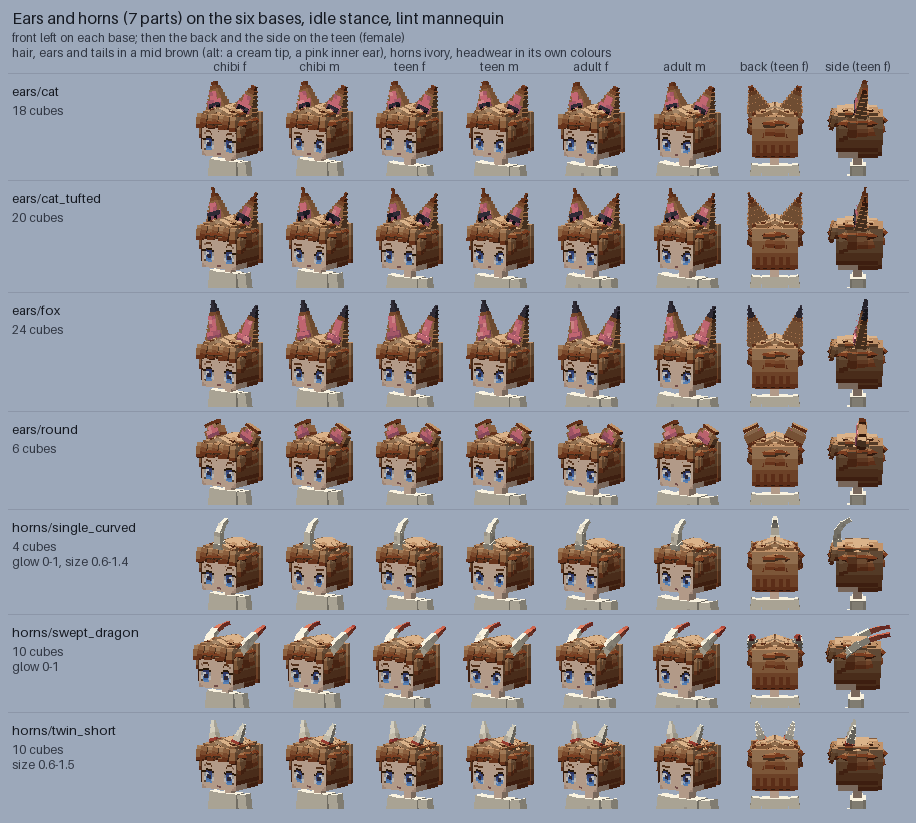 Ears and horns (7 parts) on the six bases, idle stance, lint mannequin
front left on each base; then the back and the side on the teen (female)
hair, ears and tails in a mid brown (alt: a cream tip, a pink inner ear), horns ivory, headwear in its own colours
chibi f chibi m teen f teen m adult f adult m back (teen f) side (teen f)
ears/cat
18 cubes
ears/cat_tufted
20 cubes
ears/fox
24 cubes
ears/round
6 cubes
horns/single_curved
4 cubes
glow 0-1, size 0.6-1.4
horns/swept_dragon
10 cubes
glow 0-1
horns/twin_short
10 cubes
size 0.6-1.5